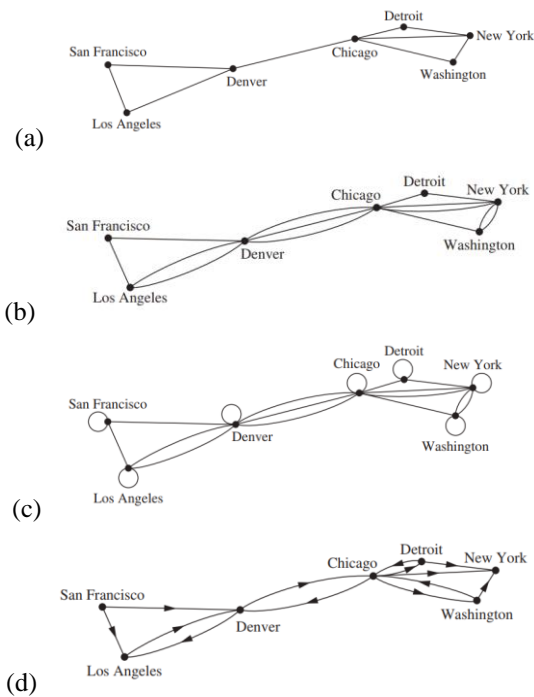 Detroit
San Francisco
New York
Chicago
Denver
Washington
Los Angeles
(a)
Detroit
Chicago
New York
San Francisco
Washington
Denver
Los Angeles
(b)
Detroit
Chicago
New York
San Francisco
Denver
Washington
Los Angeles
(c)
Detroit
Chicago
New York
San Francisco
Washington
Denver
Los Angeles
(d)